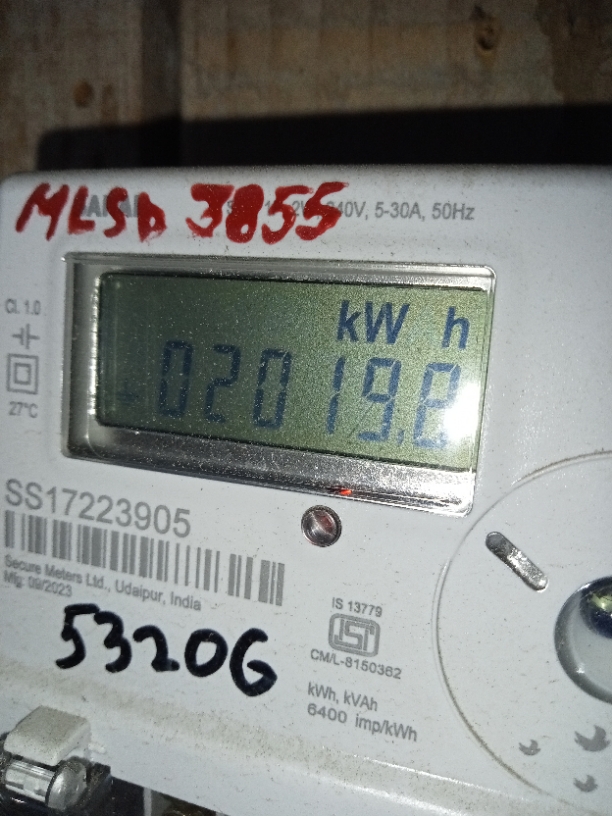 MLSD 3855
240V, 5-30A, 50Hz
Cl. 1.0
27°C
kW h
02019.8
SS17223905
Secure Meters Ltd., Udaipur, India
Mfg: 09/2023
53206
IS 13779
CM/L-8150362
kWh, kVAh
6400 imp/kWh